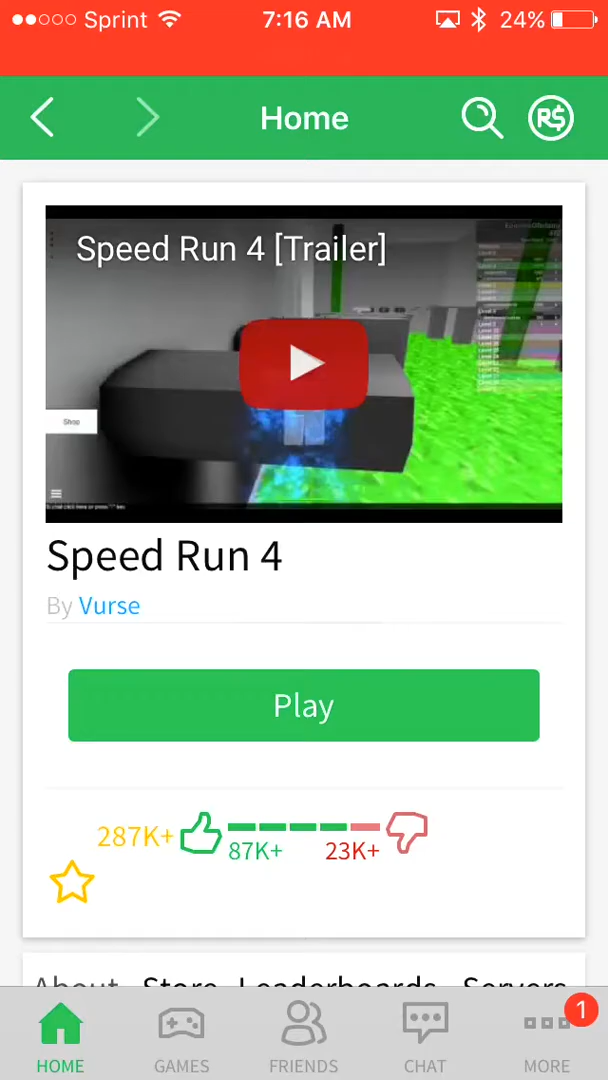 Sprint 7:16 AM 24%
Home R$
Speed Run 4 [Trailer]
Shop
Speed Run 4
By Vurse
Play
287K+ 87K+ 23K+
About Store Leaderboards Servers
1
HOME GAMES FRIENDS CHAT MORE